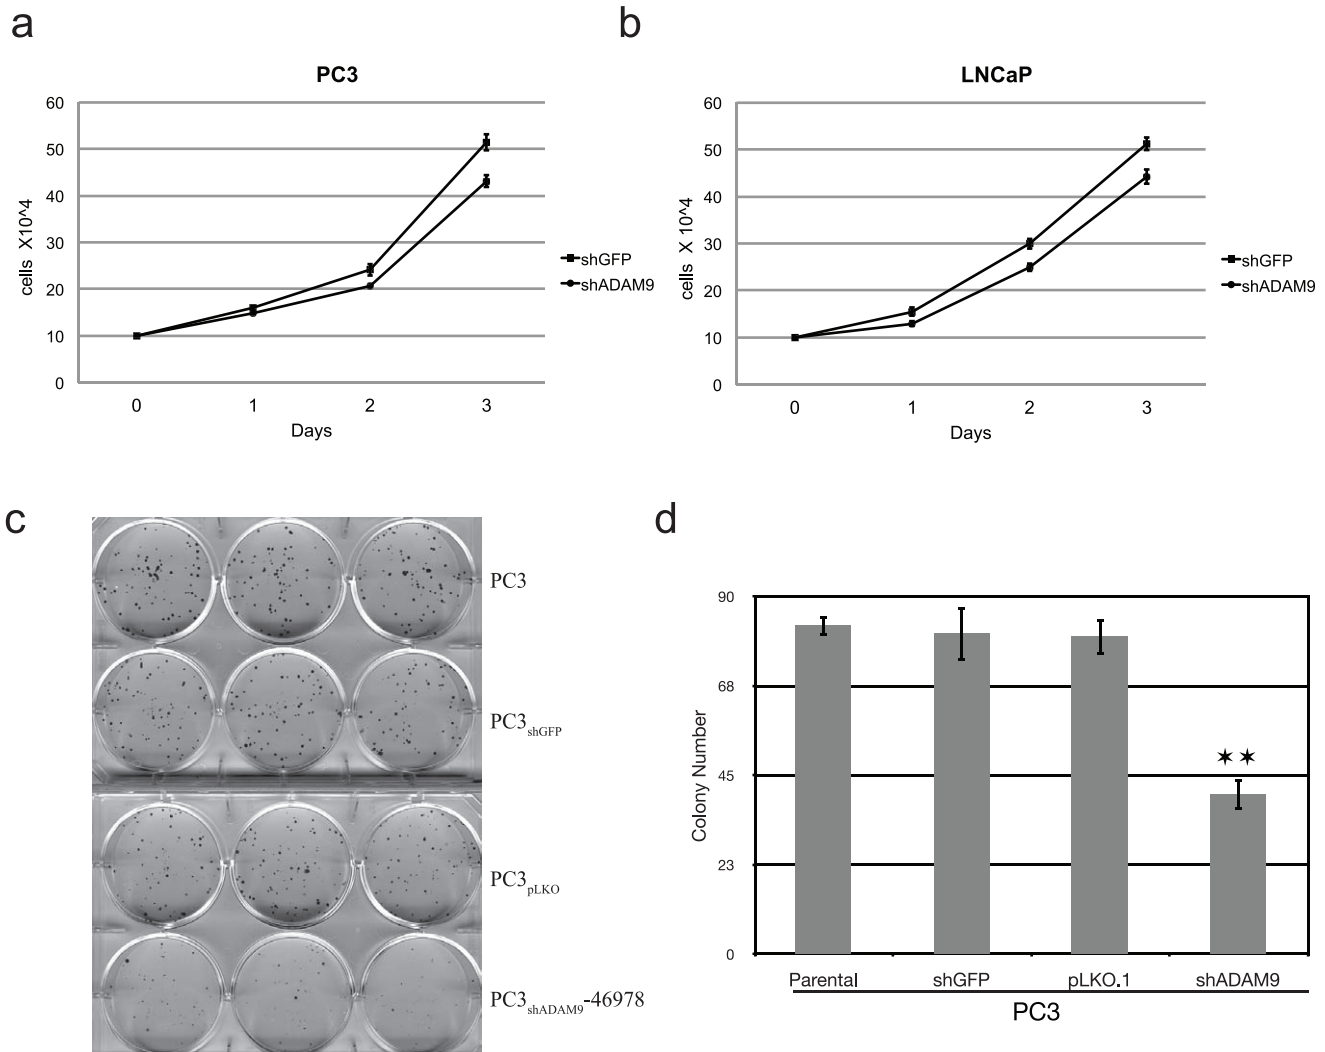 a
PC3
cells X10^4
60
50
40
30
20
10
0
0 1 2 3
Days
shGFP
shADAM9
b
LNCaP
cells X 10^4
60
50
40
30
20
10
0
0 1 2 3
Days
shGFP
shADAM9
c
PC3
PC3shGFP
PC3pLKO
PC3shADAM9-46978
d
Colony Number
90
68
45
23
0
✶✶
Parental shGFP pLKO.1 shADAM9
PC3